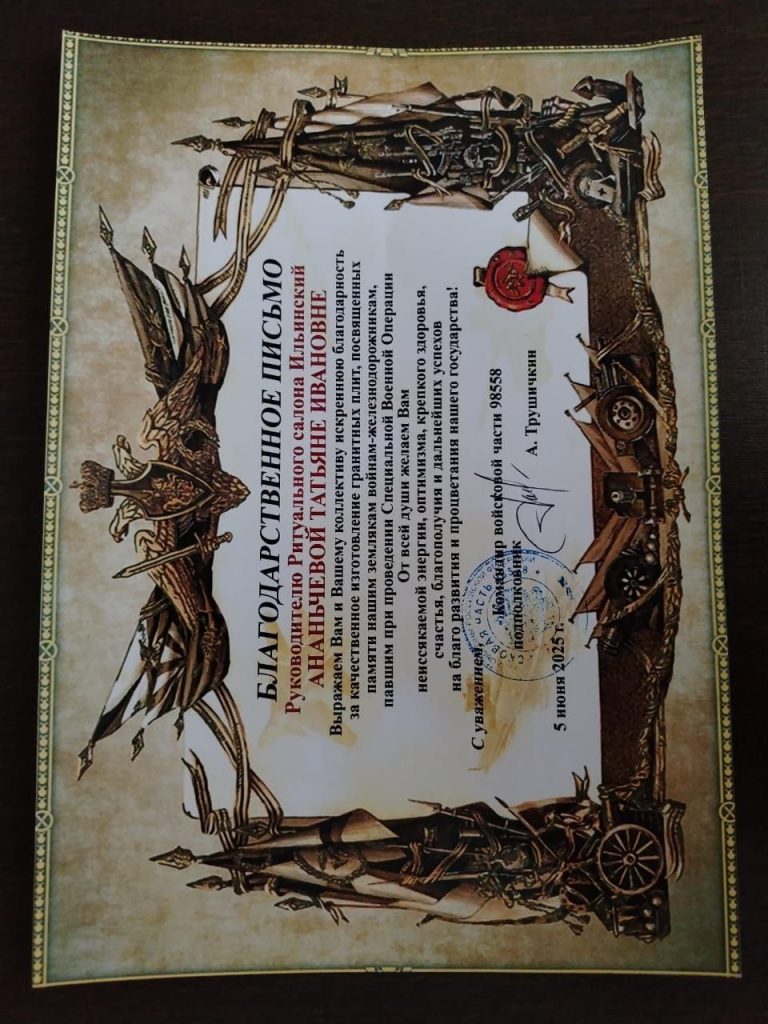 БЛАГОДАРСТВЕННОЕ ПИСЬМО
Руководителю Ритуального салона Ильинский
АНАНЬЧЕВОЙ ТАТЬЯНЕ ИВАНОВНЕ
Выражаем Вам и Вашему коллективу искреннюю благодарность
за качественное изготовление гранитных плит, посвященных
памяти нашим землякам войнам-железнодорожникам,
павшим при проведении Специальной Военной Операции
От всей души желаем Вам
неиссякаемой энергии, оптимизма, крепкого здоровья,
счастья, благополучия и дальнейших успехов
на благо развития и процветания нашего государства!
С уважением,
Командир войсковой части 98558
подполковник А. Трушичкин
5 июня 2025 г.